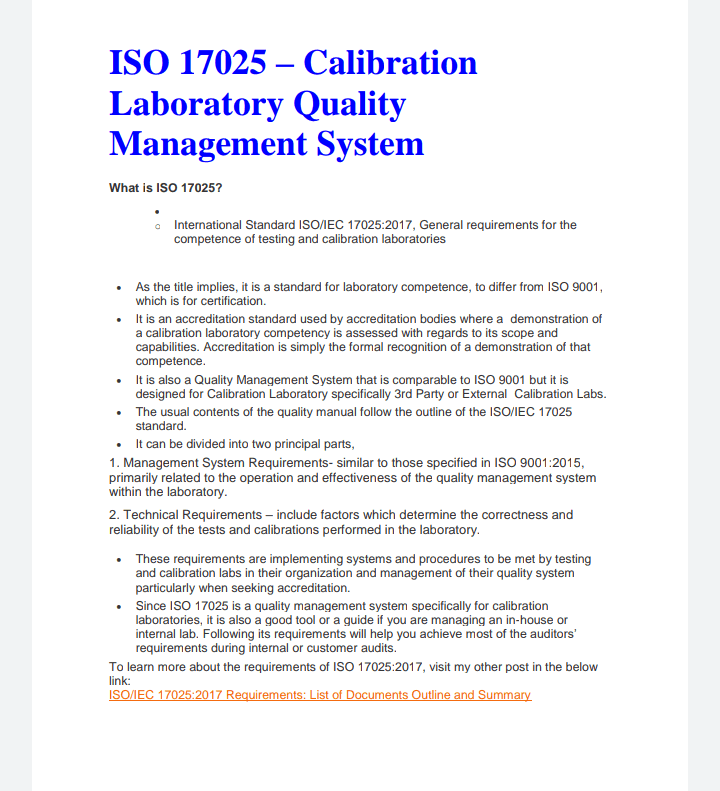 ISO 17025 – Calibration
Laboratory Quality
Management System
What is ISO 17025?
•
○ International Standard ISO/IEC 17025:2017, General requirements for the
competence of testing and calibration laboratories
• As the title implies, it is a standard for laboratory competence, to differ from ISO 9001,
which is for certification.
• It is an accreditation standard used by accreditation bodies where a  demonstration of
a calibration laboratory competency is assessed with regards to its scope and
capabilities. Accreditation is simply the formal recognition of a demonstration of that
competence.
• It is also a Quality Management System that is comparable to ISO 9001 but it is
designed for Calibration Laboratory specifically 3rd Party or External  Calibration Labs.
• The usual contents of the quality manual follow the outline of the ISO/IEC 17025
standard.
• It can be divided into two principal parts,
1. Management System Requirements- similar to those specified in ISO 9001:2015,
primarily related to the operation and effectiveness of the quality management system
within the laboratory.
2. Technical Requirements – include factors which determine the correctness and
reliability of the tests and calibrations performed in the laboratory.
• These requirements are implementing systems and procedures to be met by testing
and calibration labs in their organization and management of their quality system
particularly when seeking accreditation.
• Since ISO 17025 is a quality management system specifically for calibration
laboratories, it is also a good tool or a guide if you are managing an in-house or
internal lab. Following its requirements will help you achieve most of the auditors’
requirements during internal or customer audits.
To learn more about the requirements of ISO 17025:2017, visit my other post in the below
link:
ISO/IEC 17025:2017 Requirements: List of Documents Outline and Summary